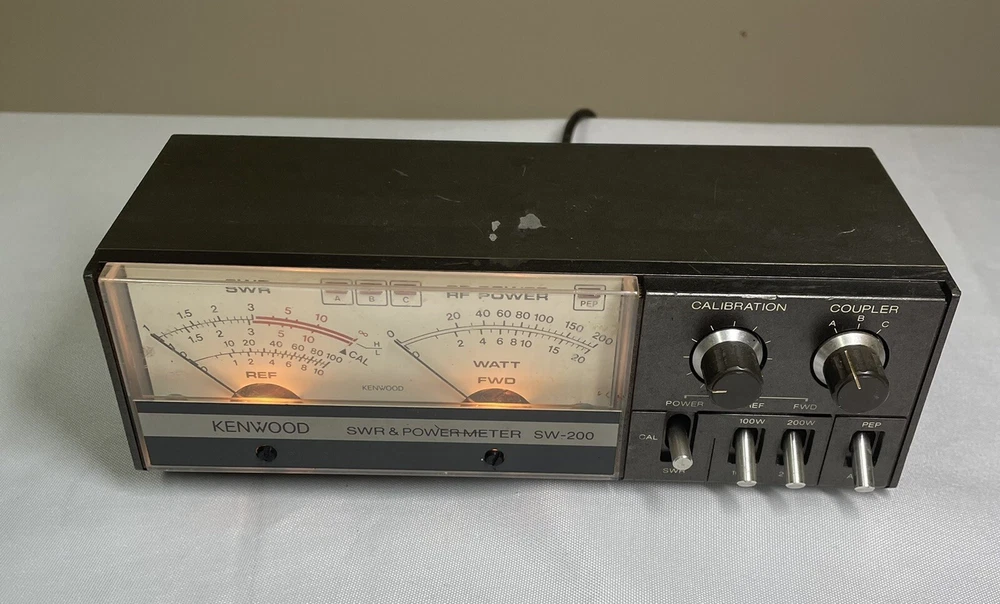 SWR
A B C
RF POWER
PEP
1 1.5 2 3 5 10 ∞
1 1.5 2 3 5 10
H
L
CAL
10 20 40 60 80 100
0 1 2 4 6 8 10
REF
KENWOOD
0 20 40 60 80 100 150 200
0 2 4 6 8 10 15 20
WATT
FWD
KENWOOD SWR & POWER METER SW-200
CALIBRATION
COUPLER
A B C
POWER
REF
FWD
CAL
SWR
100W
200W
PEP